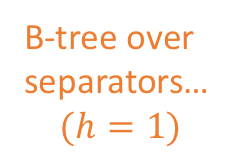 B-tree over
separators...
(h = 1)